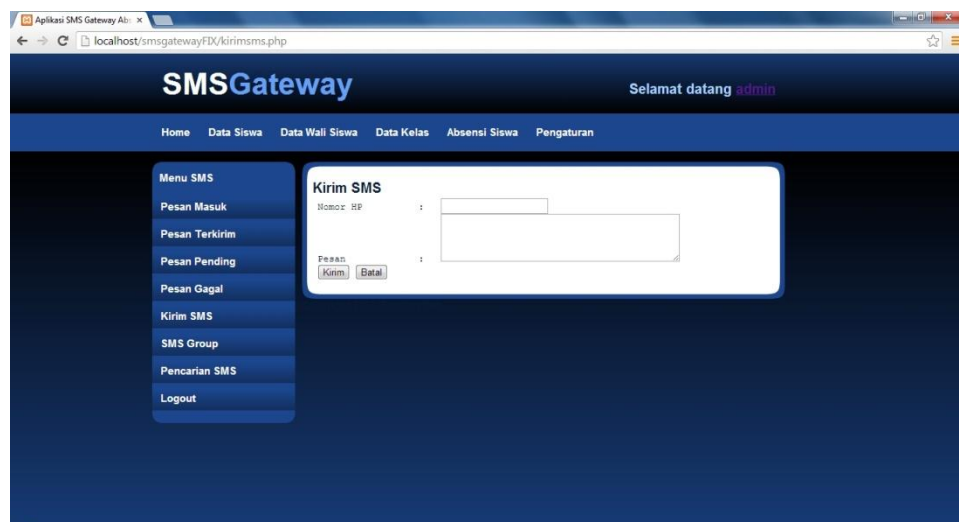 Aplikasi SMS Gateway Abs
localhost/smsgatewayFIX/kirimsms.php
SMSGateway
Selamat datang admin
Home Data Siswa Data Wali Siswa Data Kelas Absensi Siswa Pengaturan
Menu SMS
Pesan Masuk
Pesan Terkirim
Pesan Pending
Pesan Gagal
Kirim SMS
SMS Group
Pencarian SMS
Logout
Kirim SMS
Nomor HP :
Pesan :
Kirim Batal